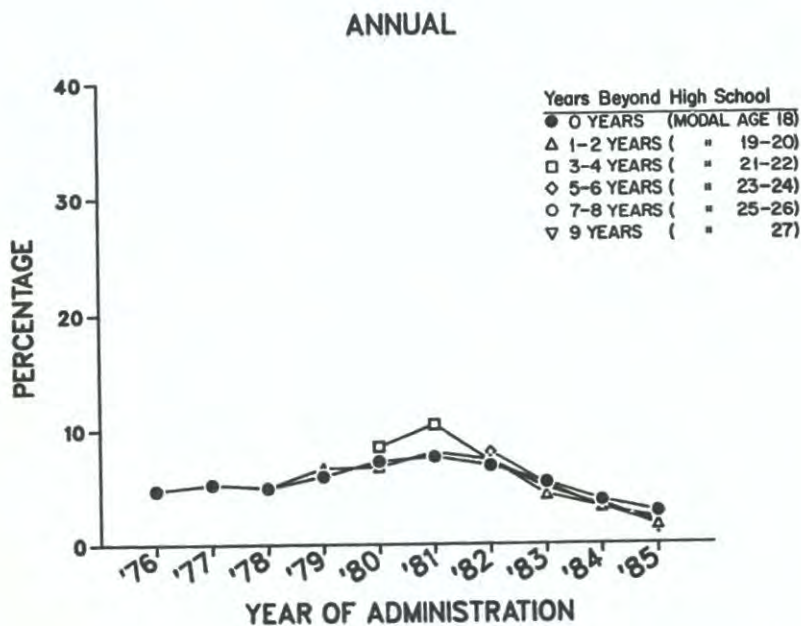 ANNUAL
40
30
20
10
0
PERCENTAGE
Years Beyond High School
● 0 YEARS (MODAL AGE 18)
△ 1-2 YEARS ( " 19-20)
□ 3-4 YEARS ( " 21-22)
◇ 5-6 YEARS ( " 23-24)
○ 7-8 YEARS ( " 25-26)
▽ 9 YEARS ( " 27)
'76 '77 '78 '79 '80 '81 '82 '83 '84 '85
YEAR OF ADMINISTRATION